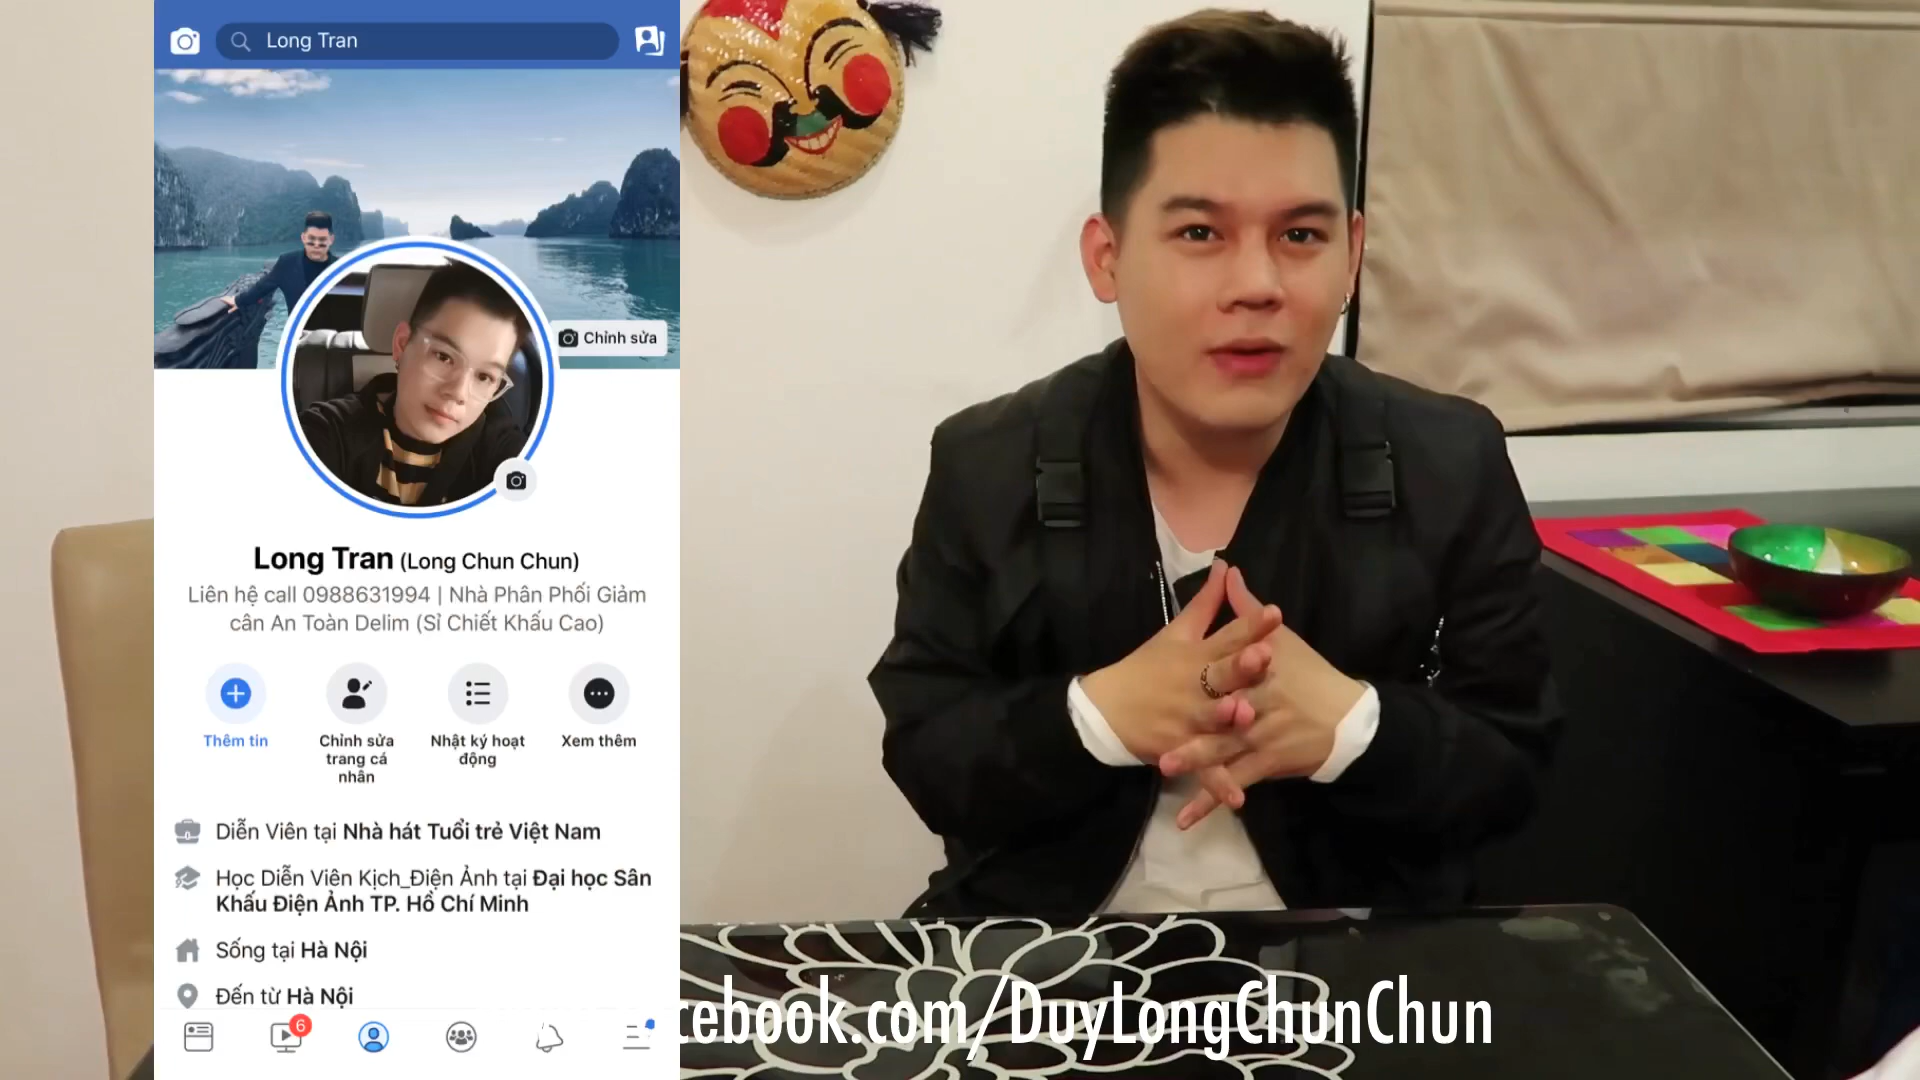 Long Tran
Chỉnh sửa
Long Tran (Long Chun Chun)
Liên hệ call 0988631994 | Nhà Phân Phối Giảm
cân An Toàn Delim (Sỉ Chiết Khấu Cao)
Thêm tin
Chỉnh sửa
trang cá
nhân
Nhật ký hoạt
động
Xem thêm
Diễn Viên tại Nhà hát Tuổi trẻ Việt Nam
Học Diễn Viên Kịch_Điện Ảnh tại Đại học Sân
Khấu Điện Ảnh TP. Hồ Chí Minh
Sống tại Hà Nội
Đến từ Hà Nội
6
cebook.com/DuyLongChunChun